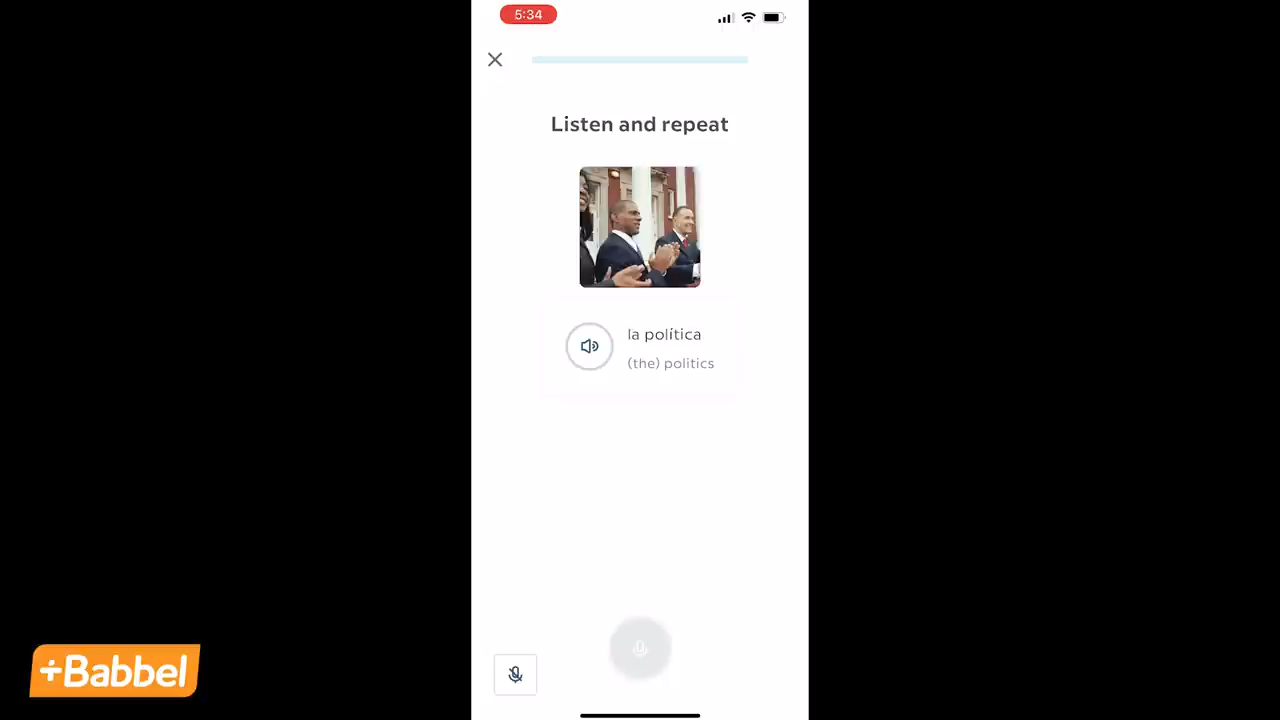 5:34
Listen and repeat
la política
(the) politics
+Babbel